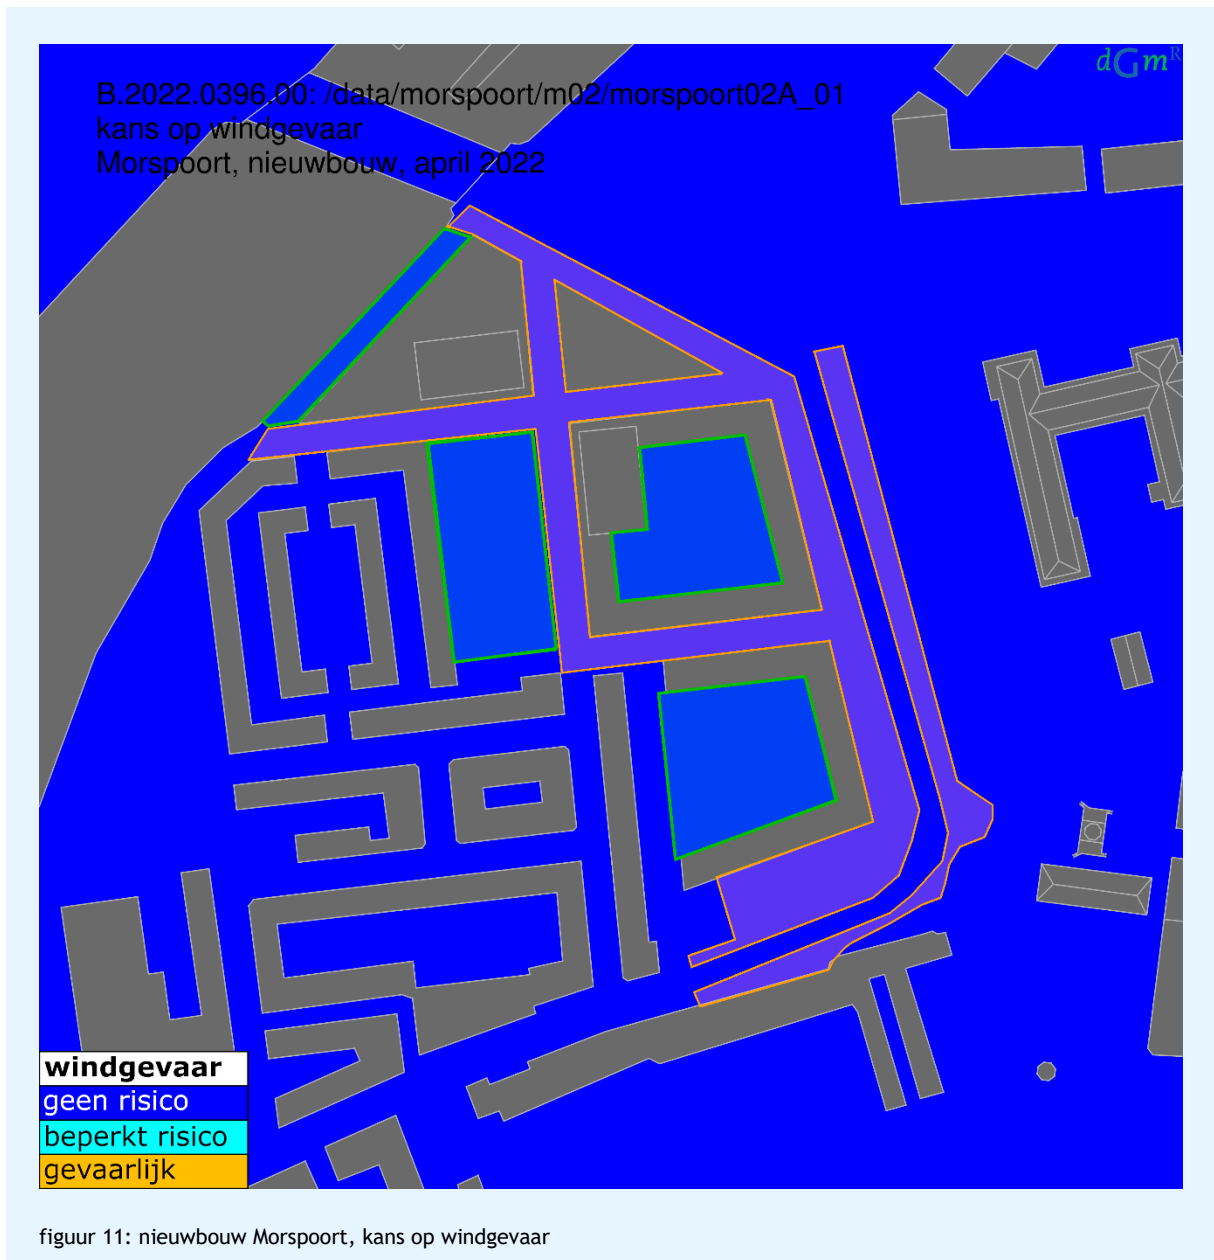 dGmR
B.2022.0396.00: /data/morspoort/m02/morspoort02A_01
kans op windgevaar
Morspoort, nieuwbouw, april 2022
windgevaar
geen risico
beperkt risico
gevaarlijk
figuur 11: nieuwbouw Morspoort, kans op windgevaar